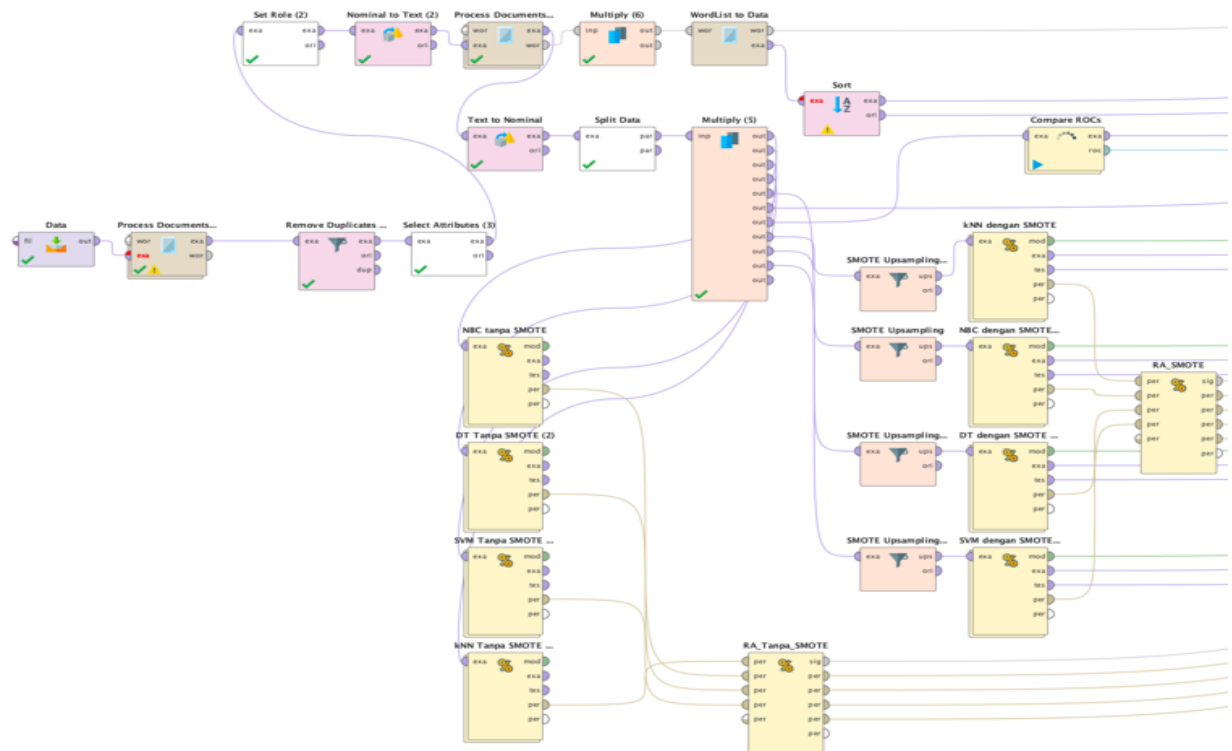 Set Role (2)
exa exa
ori
Nominal to Text (2)
exa exa
ori
Process Documents...
wor exa
exa wor
Multiply (6)
inp out
out
WordList to Data
wor wor
exa
Sort
exa exa
ori
Text to Nominal
exa exa
ori
Split Data
exa par
par
Multiply (5)
inp out
out
out
out
out
out
out
out
out
out
out
Compare ROCs
exa exa
roc
Data
fil out
Process Documents...
wor exa
exa wor
Remove Duplicates ...
exa exa
ori
dup
Select Attributes (3)
exa exa
ori
kNN dengan SMOTE
exa mod
exa
tes
per
per
SMOTE Upsampling...
exa ups
ori
NBC tanpa SMOTE
exa mod
exa
tes
per
per
SMOTE Upsampling
exa ups
ori
NBC dengan SMOTE...
exa mod
exa
tes
per
per
RA_SMOTE
per sig
per per
per per
per per
per per
per
DT Tanpa SMOTE (2)
exa mod
exa
tes
per
per
SMOTE Upsampling...
exa ups
ori
DT dengan SMOTE ...
exa mod
exa
tes
per
per
SVM Tanpa SMOTE ...
exa mod
exa
tes
per
per
SMOTE Upsampling...
exa ups
ori
SVM dengan SMOTE...
exa mod
exa
tes
per
per
kNN Tanpa SMOTE ...
exa mod
exa
tes
per
per
RA_Tanpa_SMOTE
per sig
per per
per per
per per
per per
per